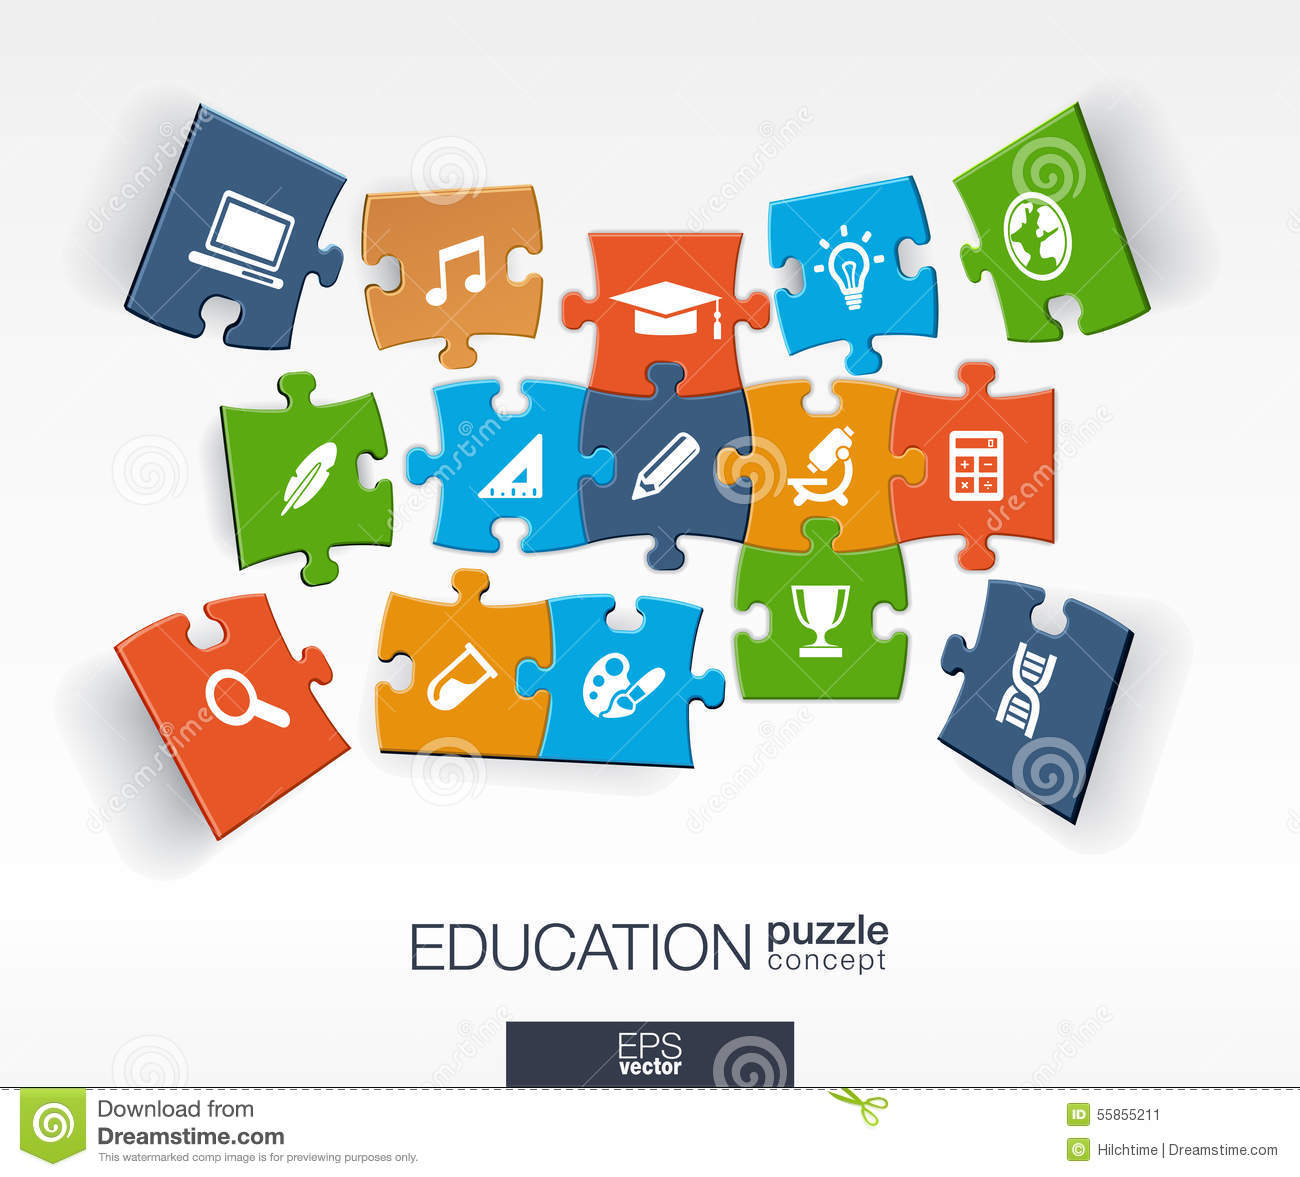 EDUCATION puzzle
concept
EPS
vector
Download from
Dreamstime.com
This watermarked comp image is for previewing purposes only.
ID 55855211
© Hilchtime | Dreamstime.com